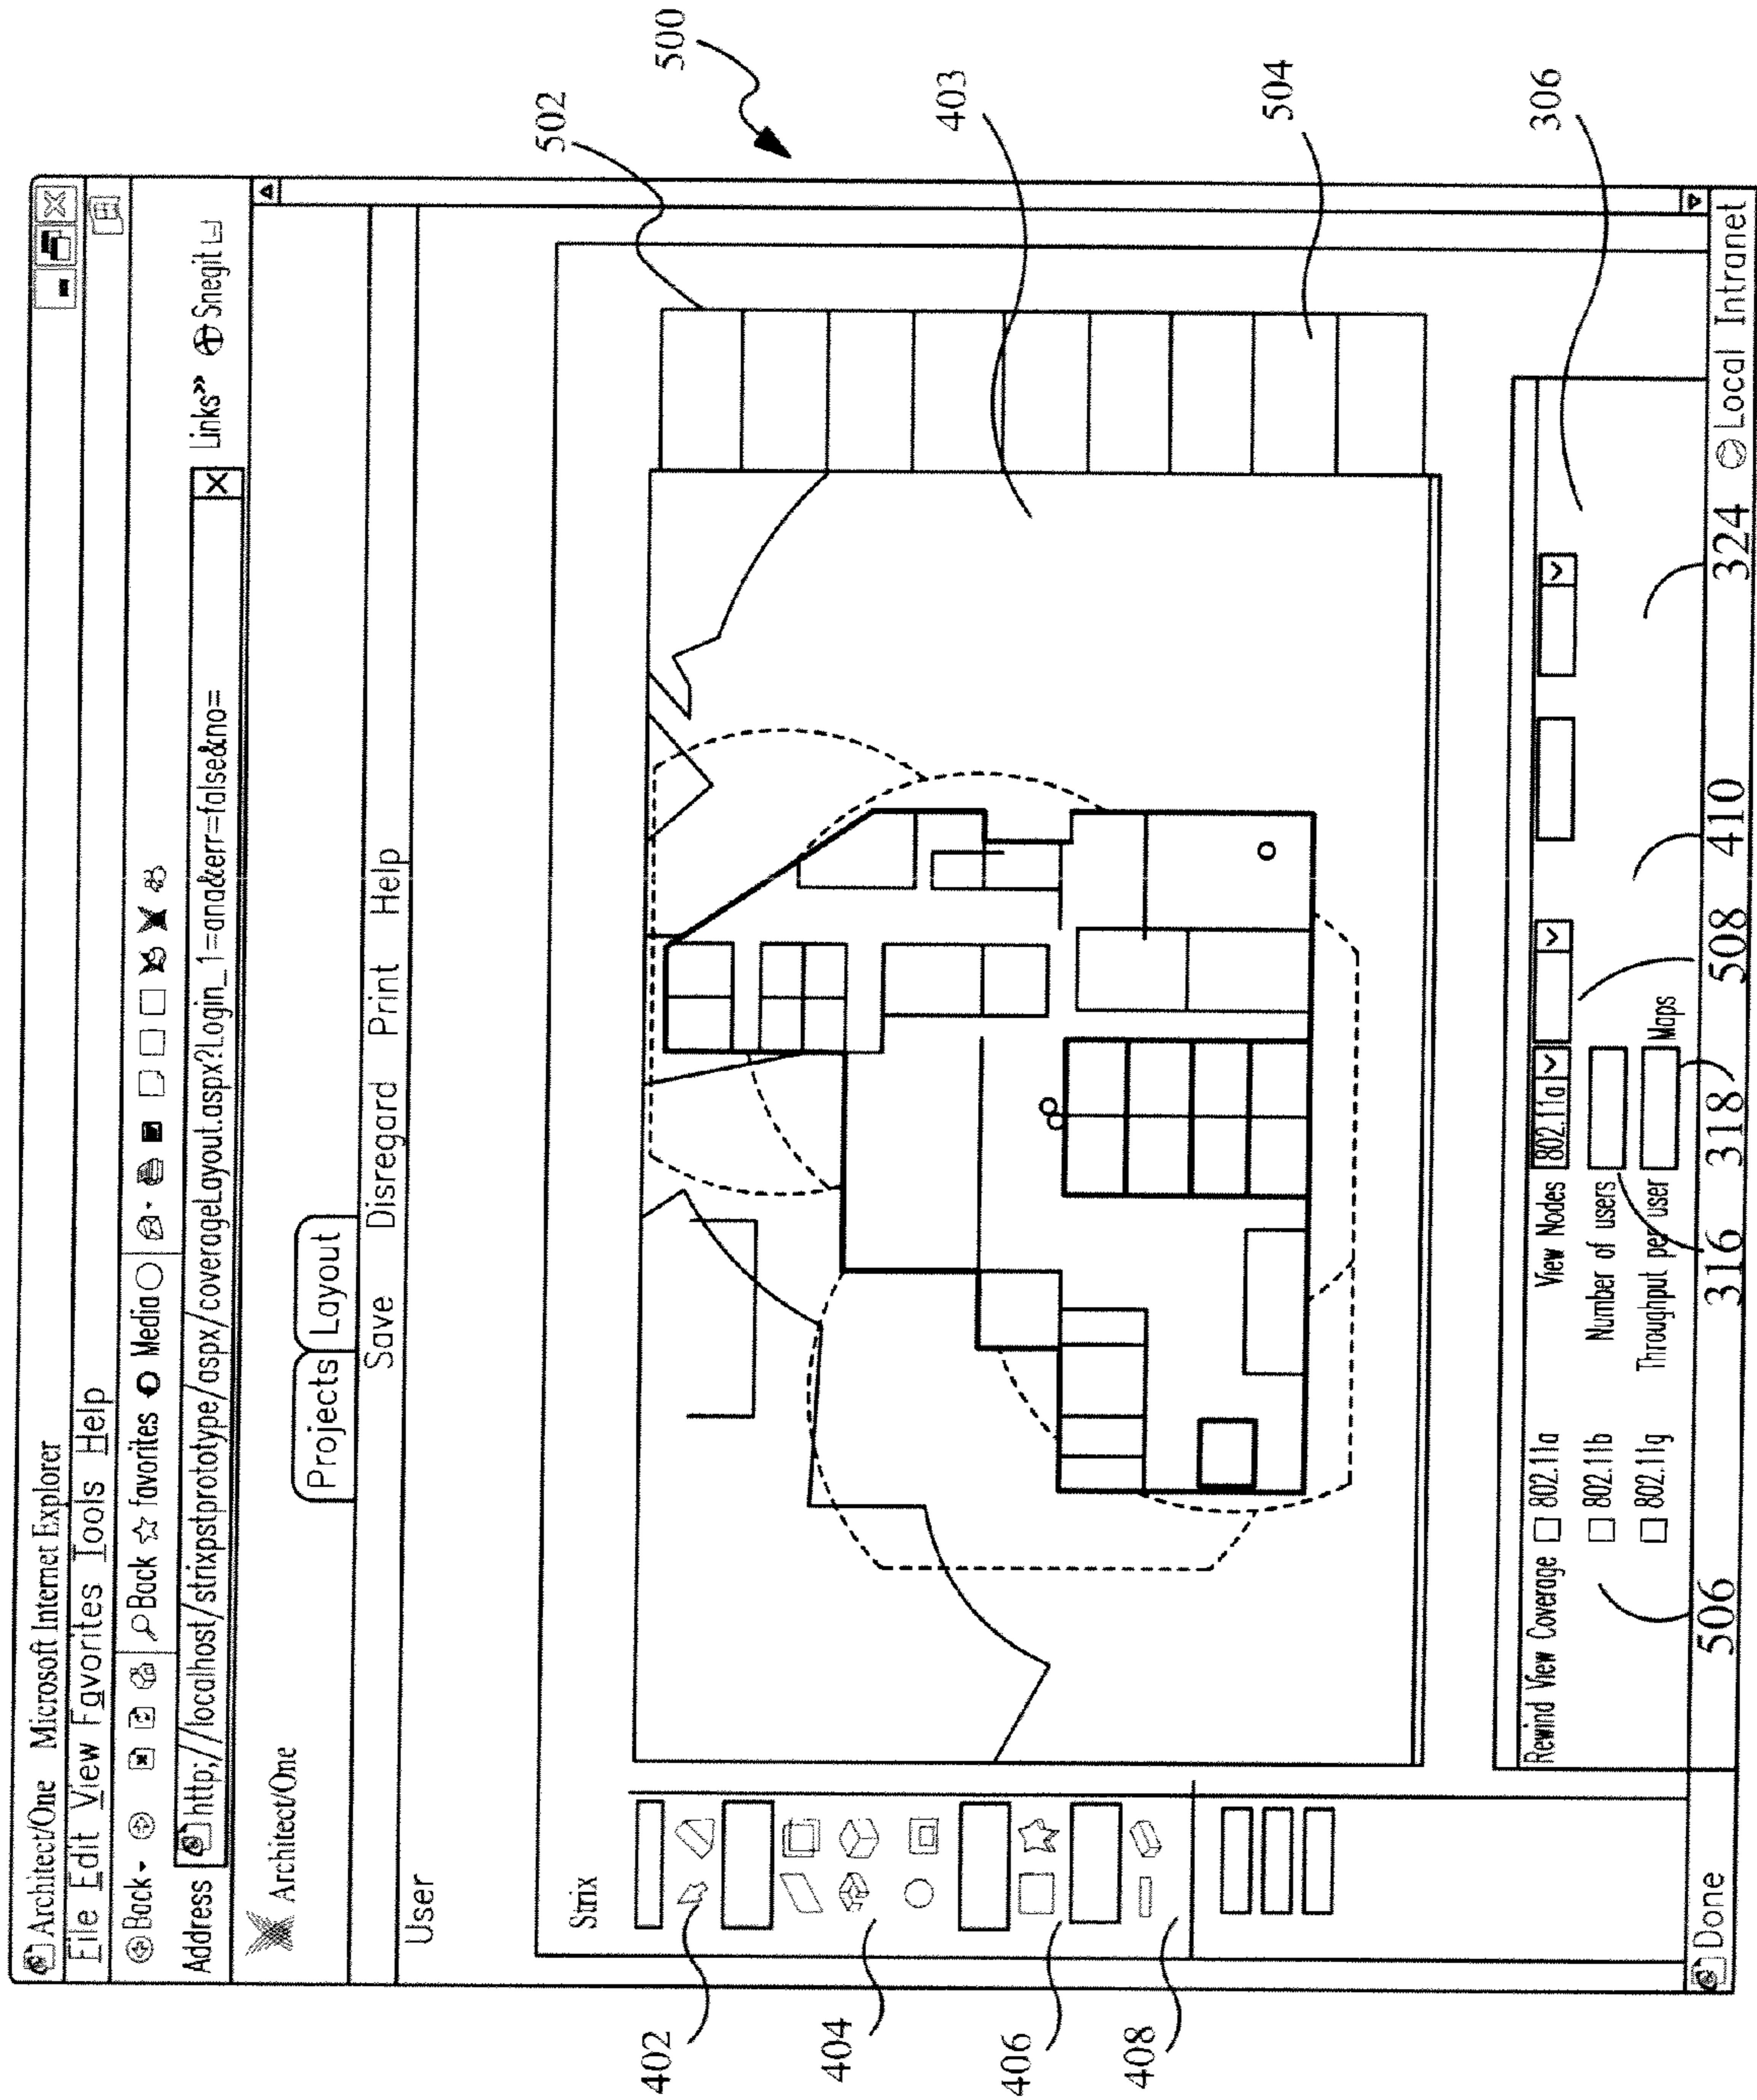 Architect/One Microsoft Internet Explorer
File Edit View Favorites Tools Help
Back Back favorites Media
Address http;//localhost/strixpstprototype/aspx/coverageLayout.aspx?Login_1=ana&err=false&no= X Links» Snegit
Architect/One
Projects Layout
Save Disregard Print Help
User
Strix
502
500
403
504
306
402
404
406
408
Rewind View Coverage 802.11a View Nodes 802.11a
802.11b Number of users
802.11g Throughput per user Maps
506 316 318 508 410 324
Done Local Intranet